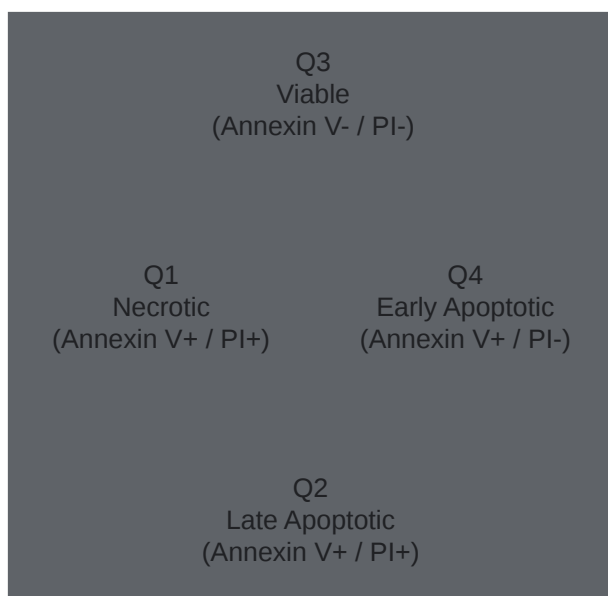 Q3
Viable
(Annexin V- / PI-)
Q1
Necrotic
(Annexin V+ / PI+)
Q4
Early Apoptotic
(Annexin V+ / PI-)
Q2
Late Apoptotic
(Annexin V+ / PI+)